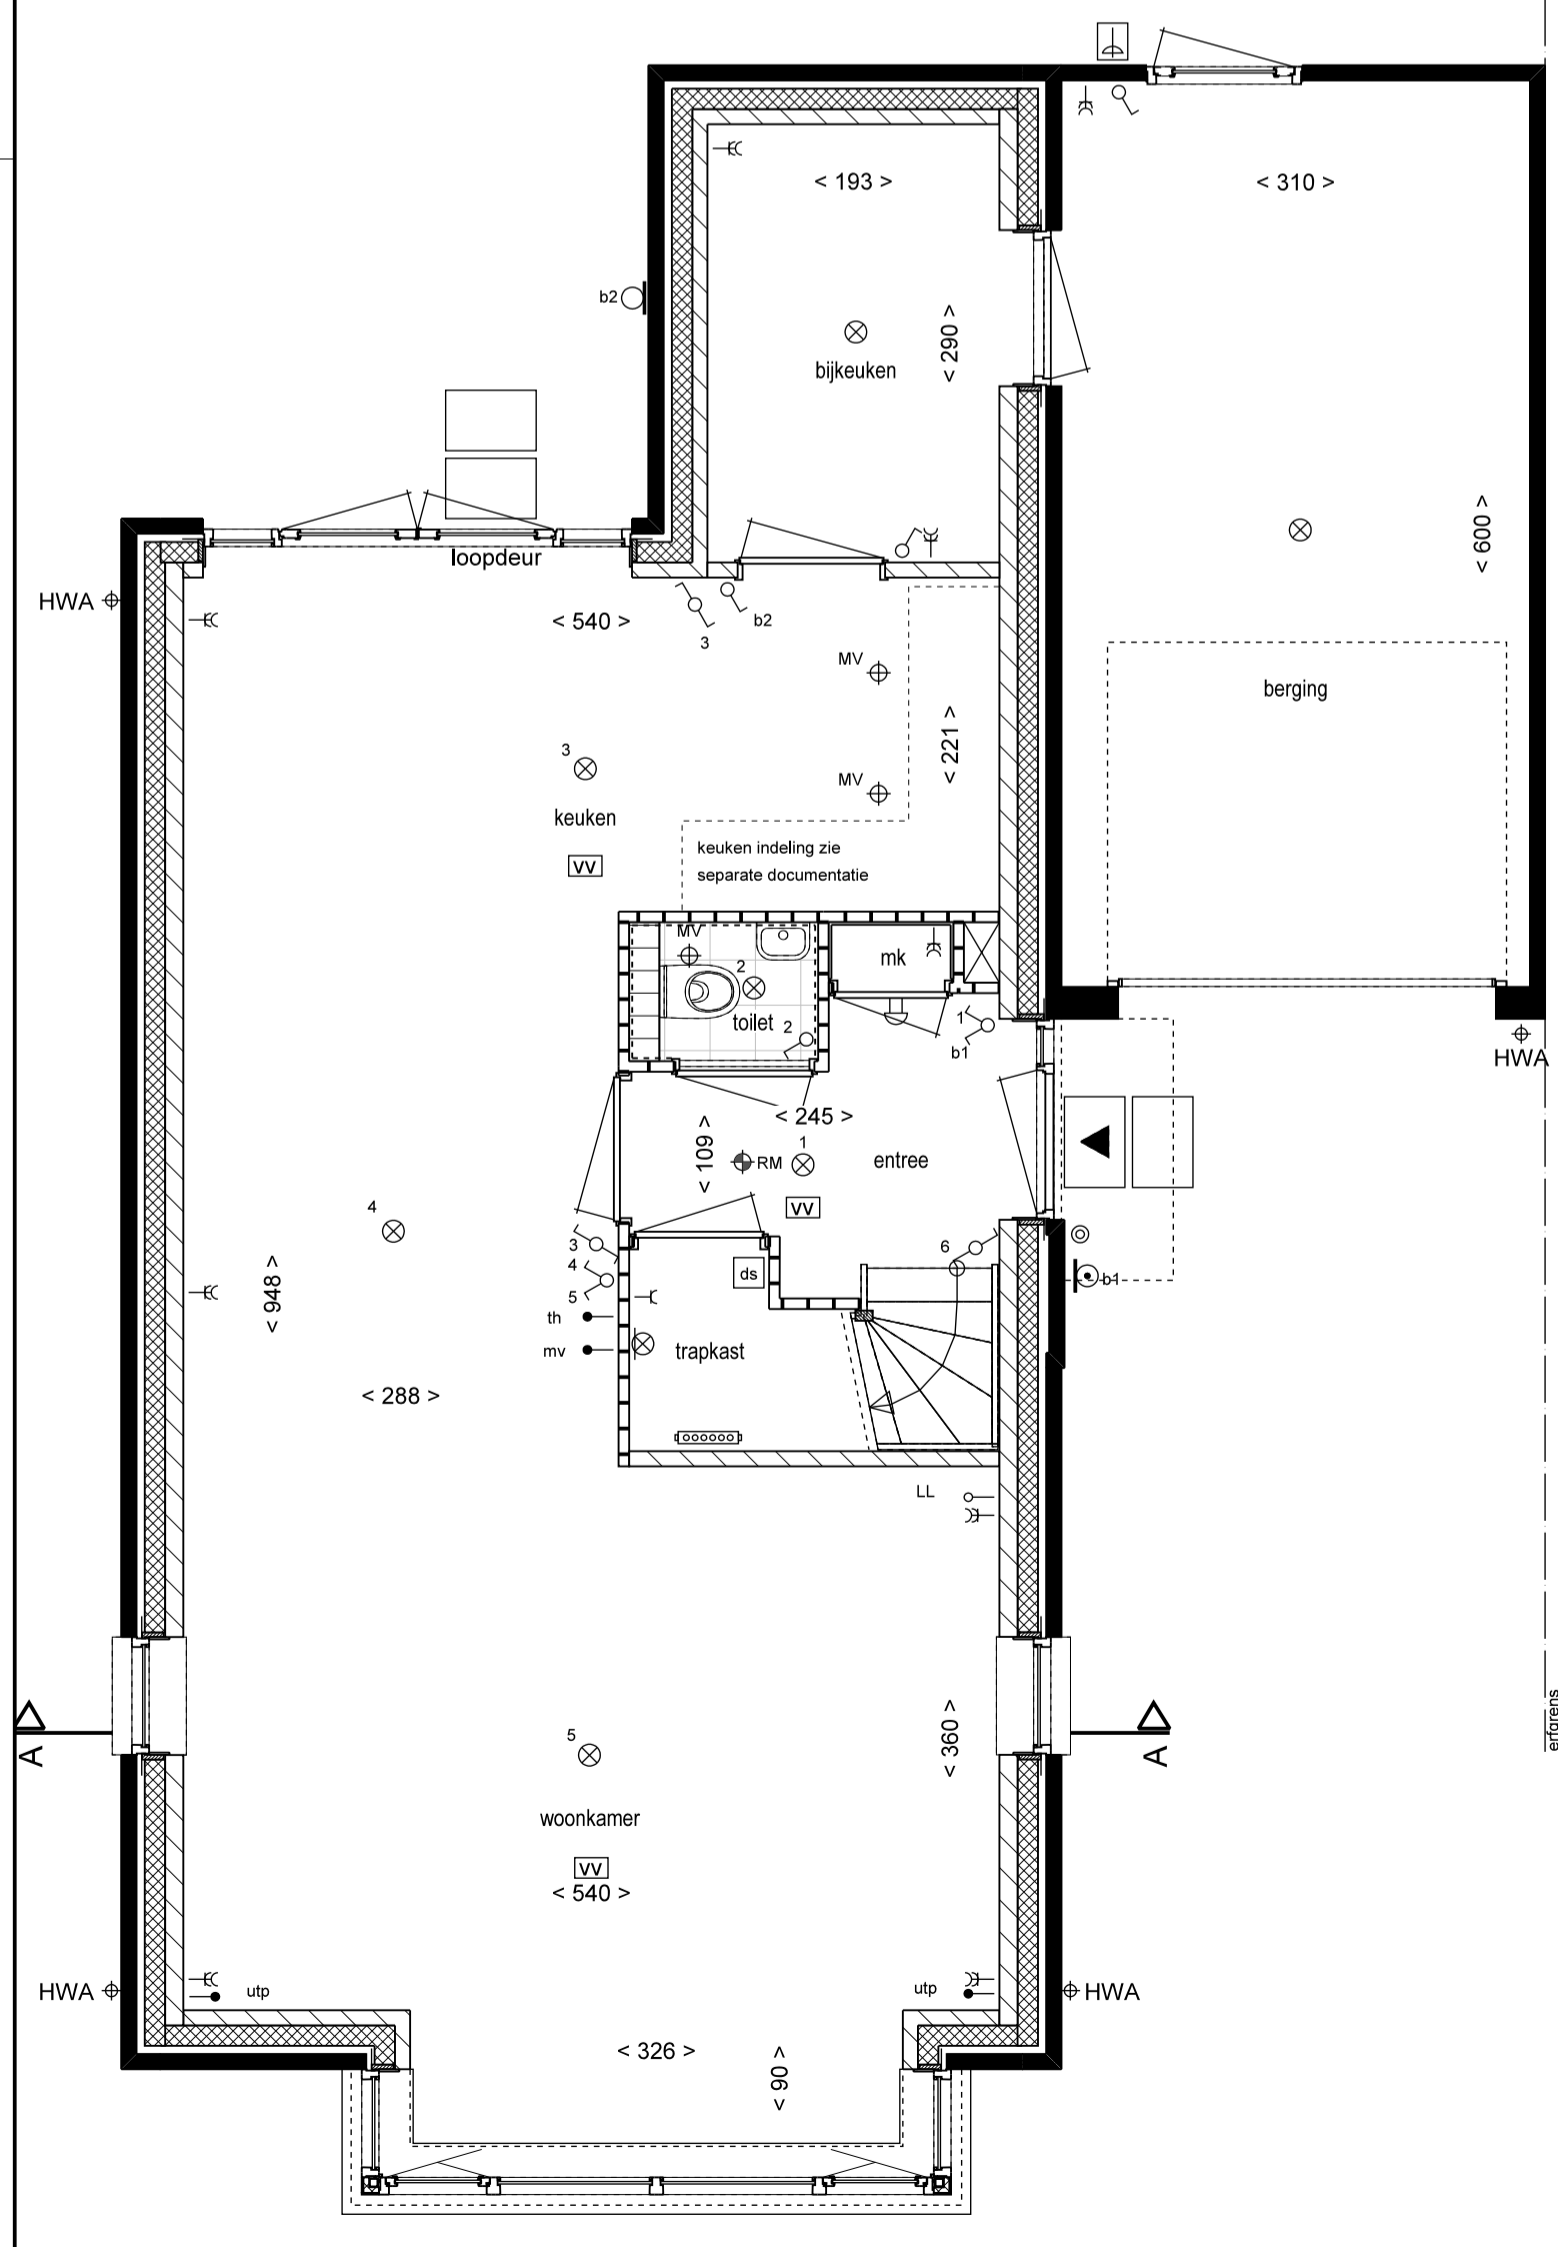 < 193 >
< 310 >
b2
< 290 >
bijkeuken
< 600 >
loopdeur
HWA
< 540 >
b2
3
MV
berging
< 221 >
3
MV
keuken
vv
keuken indeling zie
separate documentatie
MV
2
mk
toilet
2
1
b1
HWA
< 245 >
< 109 >
1
RM
entree
vv
4
3
6
4
ds
b1
5
< 948 >
th
mv
trapkast
< 288 >
LL
erfgrens
A
A
5
< 360 >
woonkamer
vv
< 540 >
HWA
utp
utp
HWA
< 326 >
< 90 >